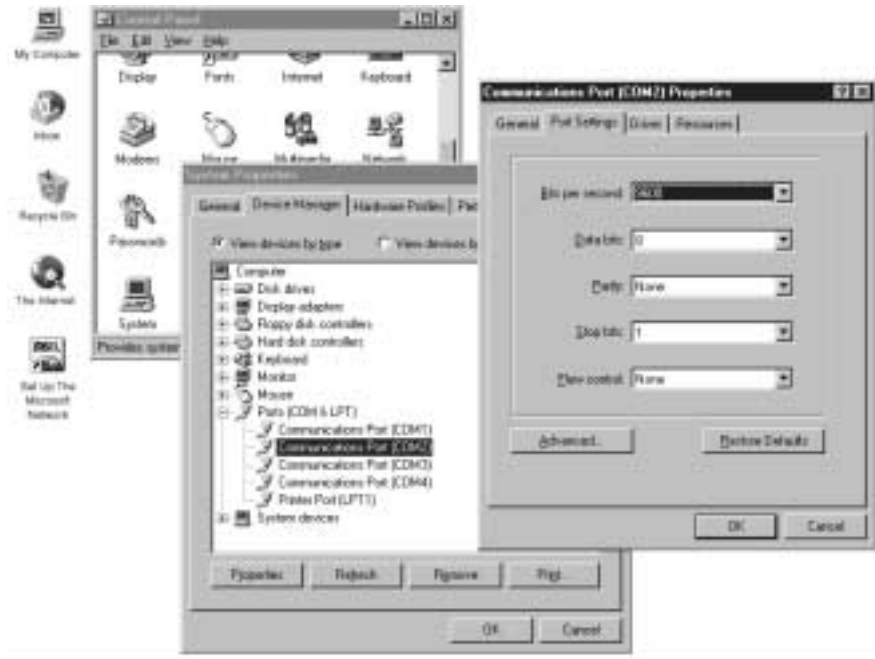 My Computer
Inbox
Recycle Bin
The Internet
Set Up The
Microsoft
Network
Control Panel
File Edit View Help
Display Fonts Internet Keyboard
Modems Mouse Multimedia Network
Passwords
System
Provides system
System Properties
General Device Manager Hardware Profiles
View devices by type View devices b
Computer
Disk drives
Display adapters
Floppy disk controllers
Hard disk controllers
Keyboard
Monitor
Mouse
Ports (COM & LPT)
Communications Port (COM1)
Communications Port (COM2)
Communications Port (COM3)
Communications Port (COM4)
Printer Port (LPT1)
System devices
Properties Refresh Remove Print...
OK Cancel
Communications Port (COM2) Properties
General Port Settings Driver Resources
Bits per second:
Data bits: 8
Parity: None
Stop bits: 1
Flow control: None
Advanced... Restore Defaults
OK Cancel